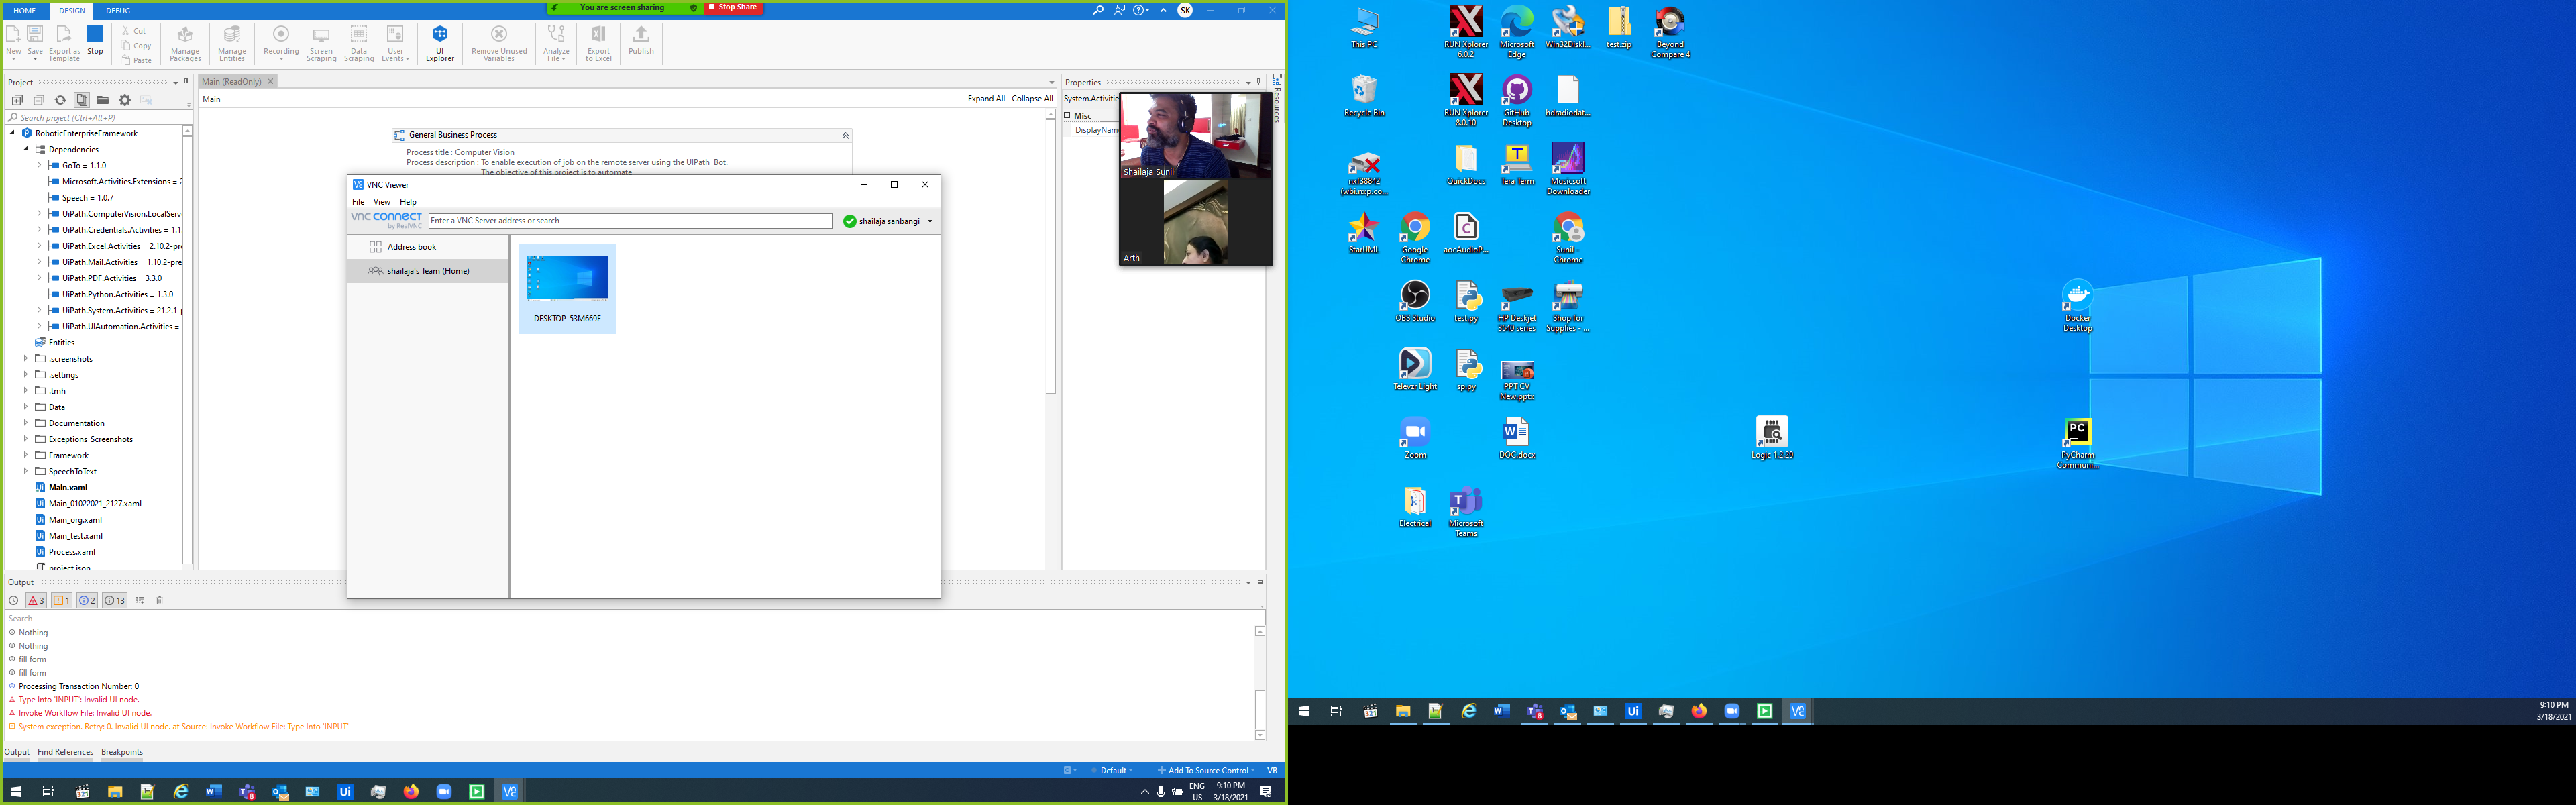 HOME DESIGN DEBUG
You are screen sharing Stop Share
SK
New Save Export as Template Stop
Cut
Copy
Paste
Manage Packages
Manage Entities
Recording
Screen Scraping
Data Scraping
User Events
UI Explorer
Remove Unused Variables
Analyze File
Export to Excel
Publish
Project
Search project (Ctrl+Alt+P)
RoboticEnterpriseFramework
Dependencies
GoTo = 1.1.0
Microsoft.Activities.Extensions = 2
Speech = 1.0.7
UiPath.ComputerVision.LocalServ
UiPath.Credentials.Activities = 1.1
UiPath.Excel.Activities = 2.10.2-pre
UiPath.Mail.Activities = 1.10.2-pre
UiPath.PDF.Activities = 3.3.0
UiPath.Python.Activities = 1.3.0
UiPath.System.Activities = 21.2.1-p
UiPath.UIAutomation.Activities =
Entities
.screenshots
.settings
.tmh
Data
Documentation
Exceptions_Screenshots
Framework
SpeechToText
Main.xaml
Main_01022021_2127.xaml
Main_org.xaml
Main_test.xaml
Process.xaml
project.json
Main (ReadOnly)
Main Expand All Collapse All
General Business Process
Process title : Computer Vision
Process description : To enable execution of job on the remote server using the UIPath Bot.
The objective of this project is to automate
VNC Viewer
File View Help
VNC CONNECT
by RealVNC
Enter a VNC Server address or search
shailaja sanbangi
Address book
shailaja's Team (Home)
DESKTOP-53M669E
Properties
System.Activitie
Misc
DisplayNam
Resources
Shailaja Sunil
Arth
Output
3 1 2 13
Search
Nothing
Nothing
fill form
fill form
Processing Transaction Number: 0
Type Into 'INPUT': Invalid UI node.
Invoke Workflow File: Invalid UI node.
System exception. Retry: 0. Invalid UI node. at Source: Invoke Workflow File: Type Into 'INPUT'
Output Find References Breakpoints
Default Add To Source Control VB
ENG US
9:10 PM
3/18/2021
This PC
RUN Xplorer 6.0.2
Microsoft Edge
Win32Diskl...
test.zip
Beyond Compare 4
Recycle Bin
RUN Xplorer 8.0.10
GitHub Desktop
hdradiodat...
nxf38842 (wbi.nxp.co...
QuickDocs
Tera Term
Musicsoft Downloader
StarUML
Google Chrome
aocAudioP...
Sunil - Chrome
OBS Studio
test.py
HP Deskjet 3540 series
Shop for Supplies - ...
Docker Desktop
Televzr Light
sp.py
PPT CV New.pptx
Zoom
DOC.docx
Logic 1.2.29
PyCharm Communi...
Electrical
Microsoft Teams
9:10 PM
3/18/2021